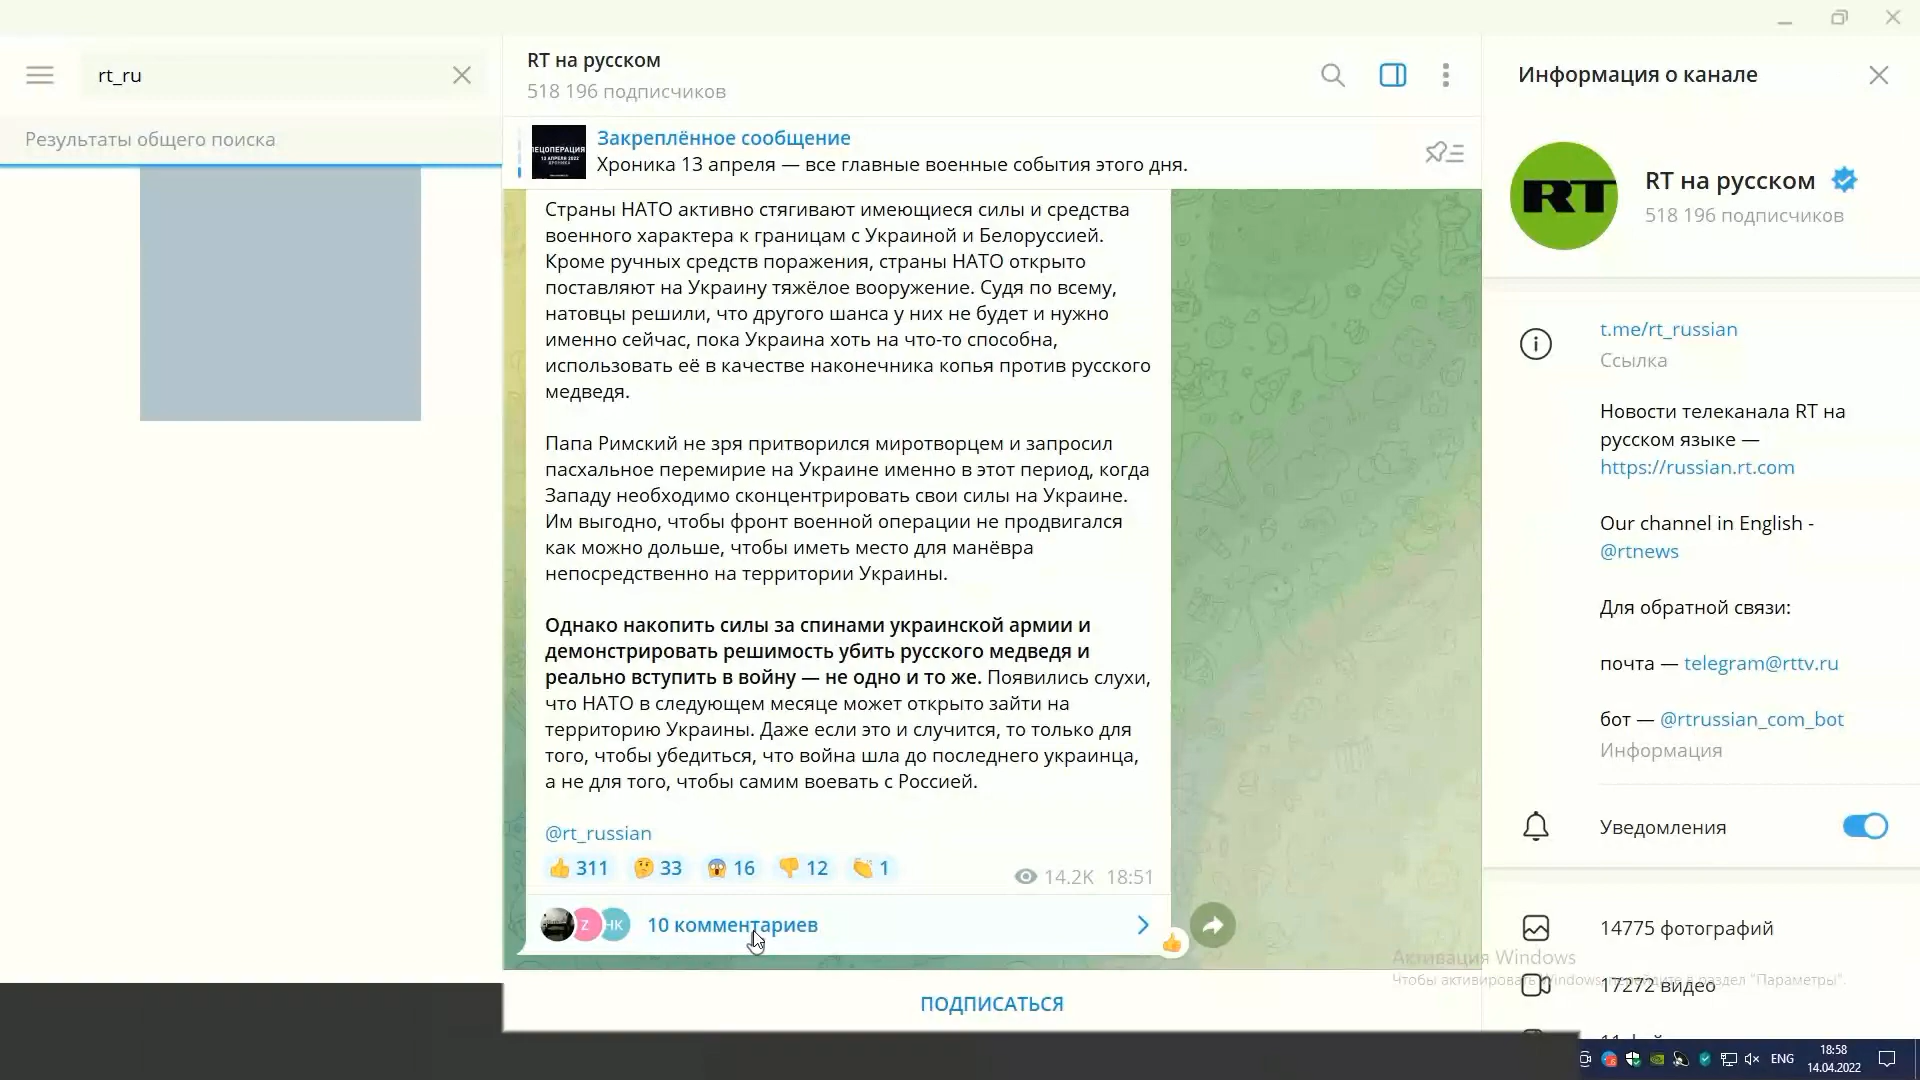 rt_ru
Результаты общего поиска
RT на русском
518 196 подписчиков
ПЕЦОПЕРАЦИЯ
13 АПРЕЛЯ 2022
Закреплённое сообщение
Хроника 13 апреля — все главные военные события этого дня.
Страны НАТО активно стягивают имеющиеся силы и средства
военного характера к границам с Украиной и Белоруссией.
Кроме ручных средств поражения, страны НАТО открыто
поставляют на Украину тяжёлое вооружение. Судя по всему,
натовцы решили, что другого шанса у них не будет и нужно
именно сейчас, пока Украина хоть на что-то способна,
использовать её в качестве наконечника копья против русского
медведя.
Папа Римский не зря притворился миротворцем и запросил
пасхальное перемирие на Украине именно в этот период, когда
Западу необходимо сконцентрировать свои силы на Украине.
Им выгодно, чтобы фронт военной операции не продвигался
как можно дольше, чтобы иметь место для манёвра
непосредственно на территории Украины.
Однако накопить силы за спинами украинской армии и
демонстрировать решимость убить русского медведя и
реально вступить в войну — не одно и то же. Появились слухи,
что НАТО в следующем месяце может открыто зайти на
территорию Украины. Даже если это и случится, то только для
того, чтобы убедиться, что война шла до последнего украинца,
а не для того, чтобы самим воевать с Россией.
@rt_russian
311 33 16 12 1
14.2K 18:51
Z НК 10 комментариев
ПОДПИСАТЬСЯ
Информация о канале
RT
RT на русском
518 196 подписчиков
t.me/rt_russian
Ссылка
Новости телеканала RT на
русском языке —
https://russian.rt.com
Our channel in English -
@rtnews
Для обратной связи:
почта — telegram@rttv.ru
бот — @rtrussian_com_bot
Информация
Уведомления
14775 фотографий
Активация Windows
Чтобы активировать Windows, перейдите в раздел "Параметры".
17272 видео
ENG
18:58
14.04.2022